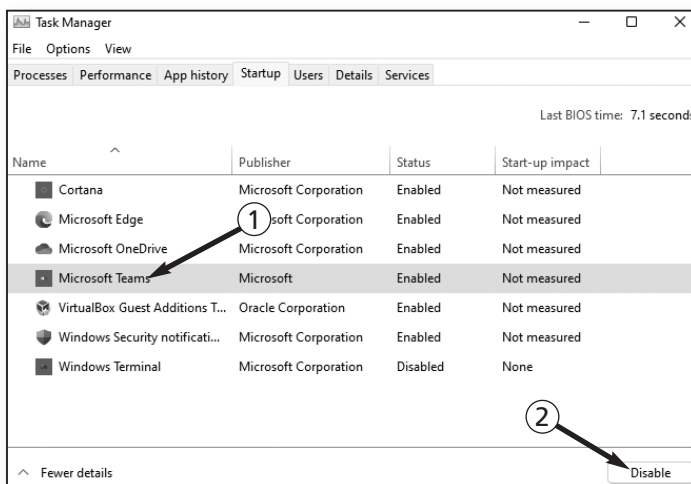 Task Manager
File Options View
Processes Performance App history Startup Users Details Services
Last BIOS time: 7.1 seconds
Name Publisher Status Start-up impact
Cortana Microsoft Corporation Enabled Not measured
Microsoft Edge soft Corporation Enabled Not measured
1
Microsoft OneDrive Microsoft Corporation Enabled Not measured
Microsoft Teams Microsoft Enabled Not measured
VirtualBox Guest Additions T... Oracle Corporation Enabled Not measured
Windows Security notificati... Microsoft Corporation Enabled Not measured
Windows Terminal Microsoft Corporation Disabled None
2
Fewer details Disable